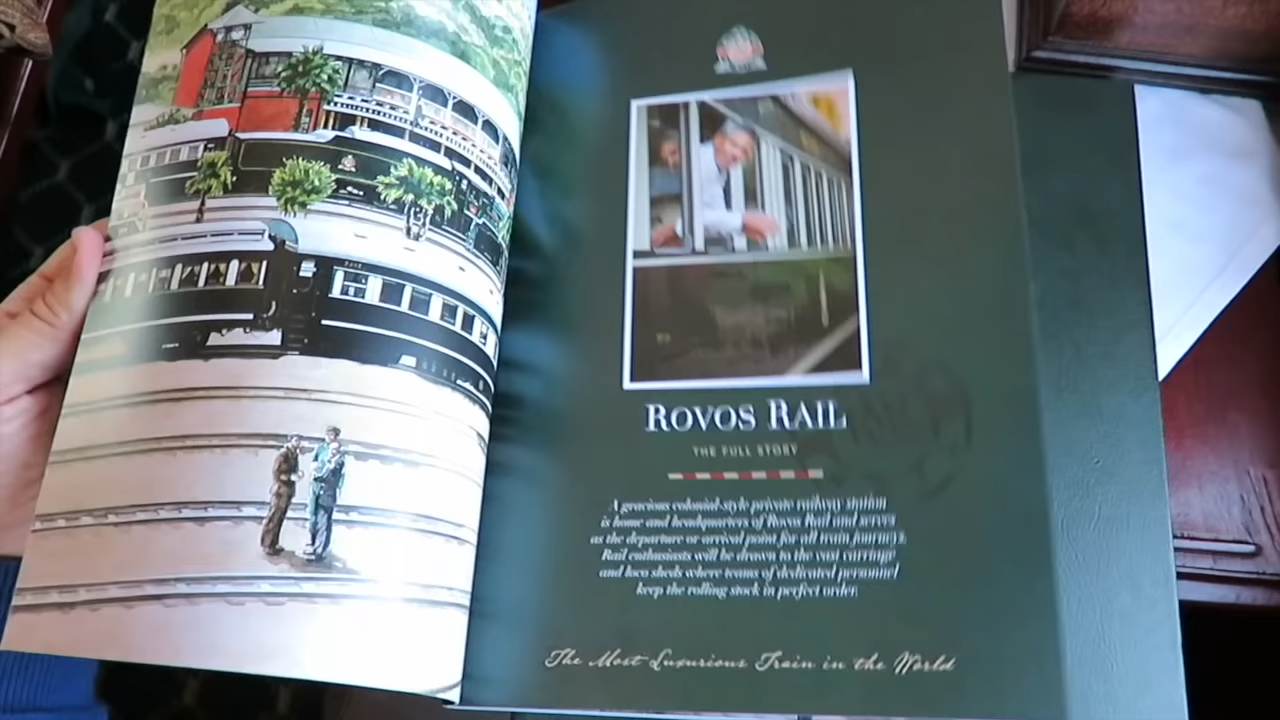 ROVOS RAIL
THE FULL STORY
A gracious colonial-style private railway station
is home and headquarters of Rovos Rail and serves
as the departure or arrival point for all train journeys.
Rail enthusiasts will be drawn to the vast carriage
and loco sheds where teams of dedicated personnel
keep the rolling stock in perfect order.
The Most Luxurious Train in the World